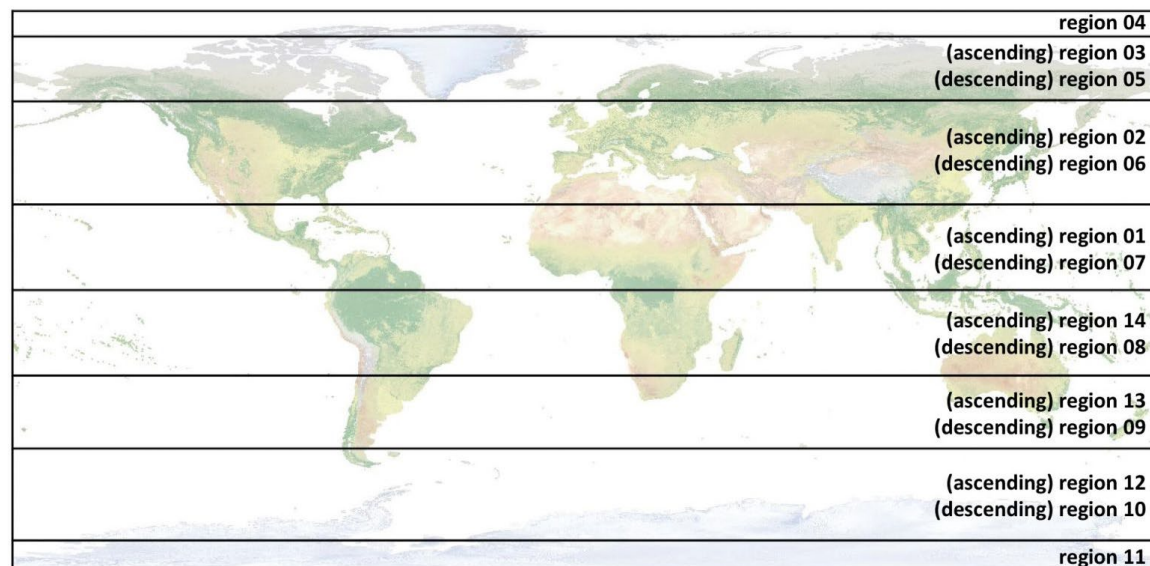 region 04
(ascending) region 03
(descending) region 05
(ascending) region 02
(descending) region 06
(ascending) region 01
(descending) region 07
(ascending) region 14
(descending) region 08
(ascending) region 13
(descending) region 09
(ascending) region 12
(descending) region 10
region 11